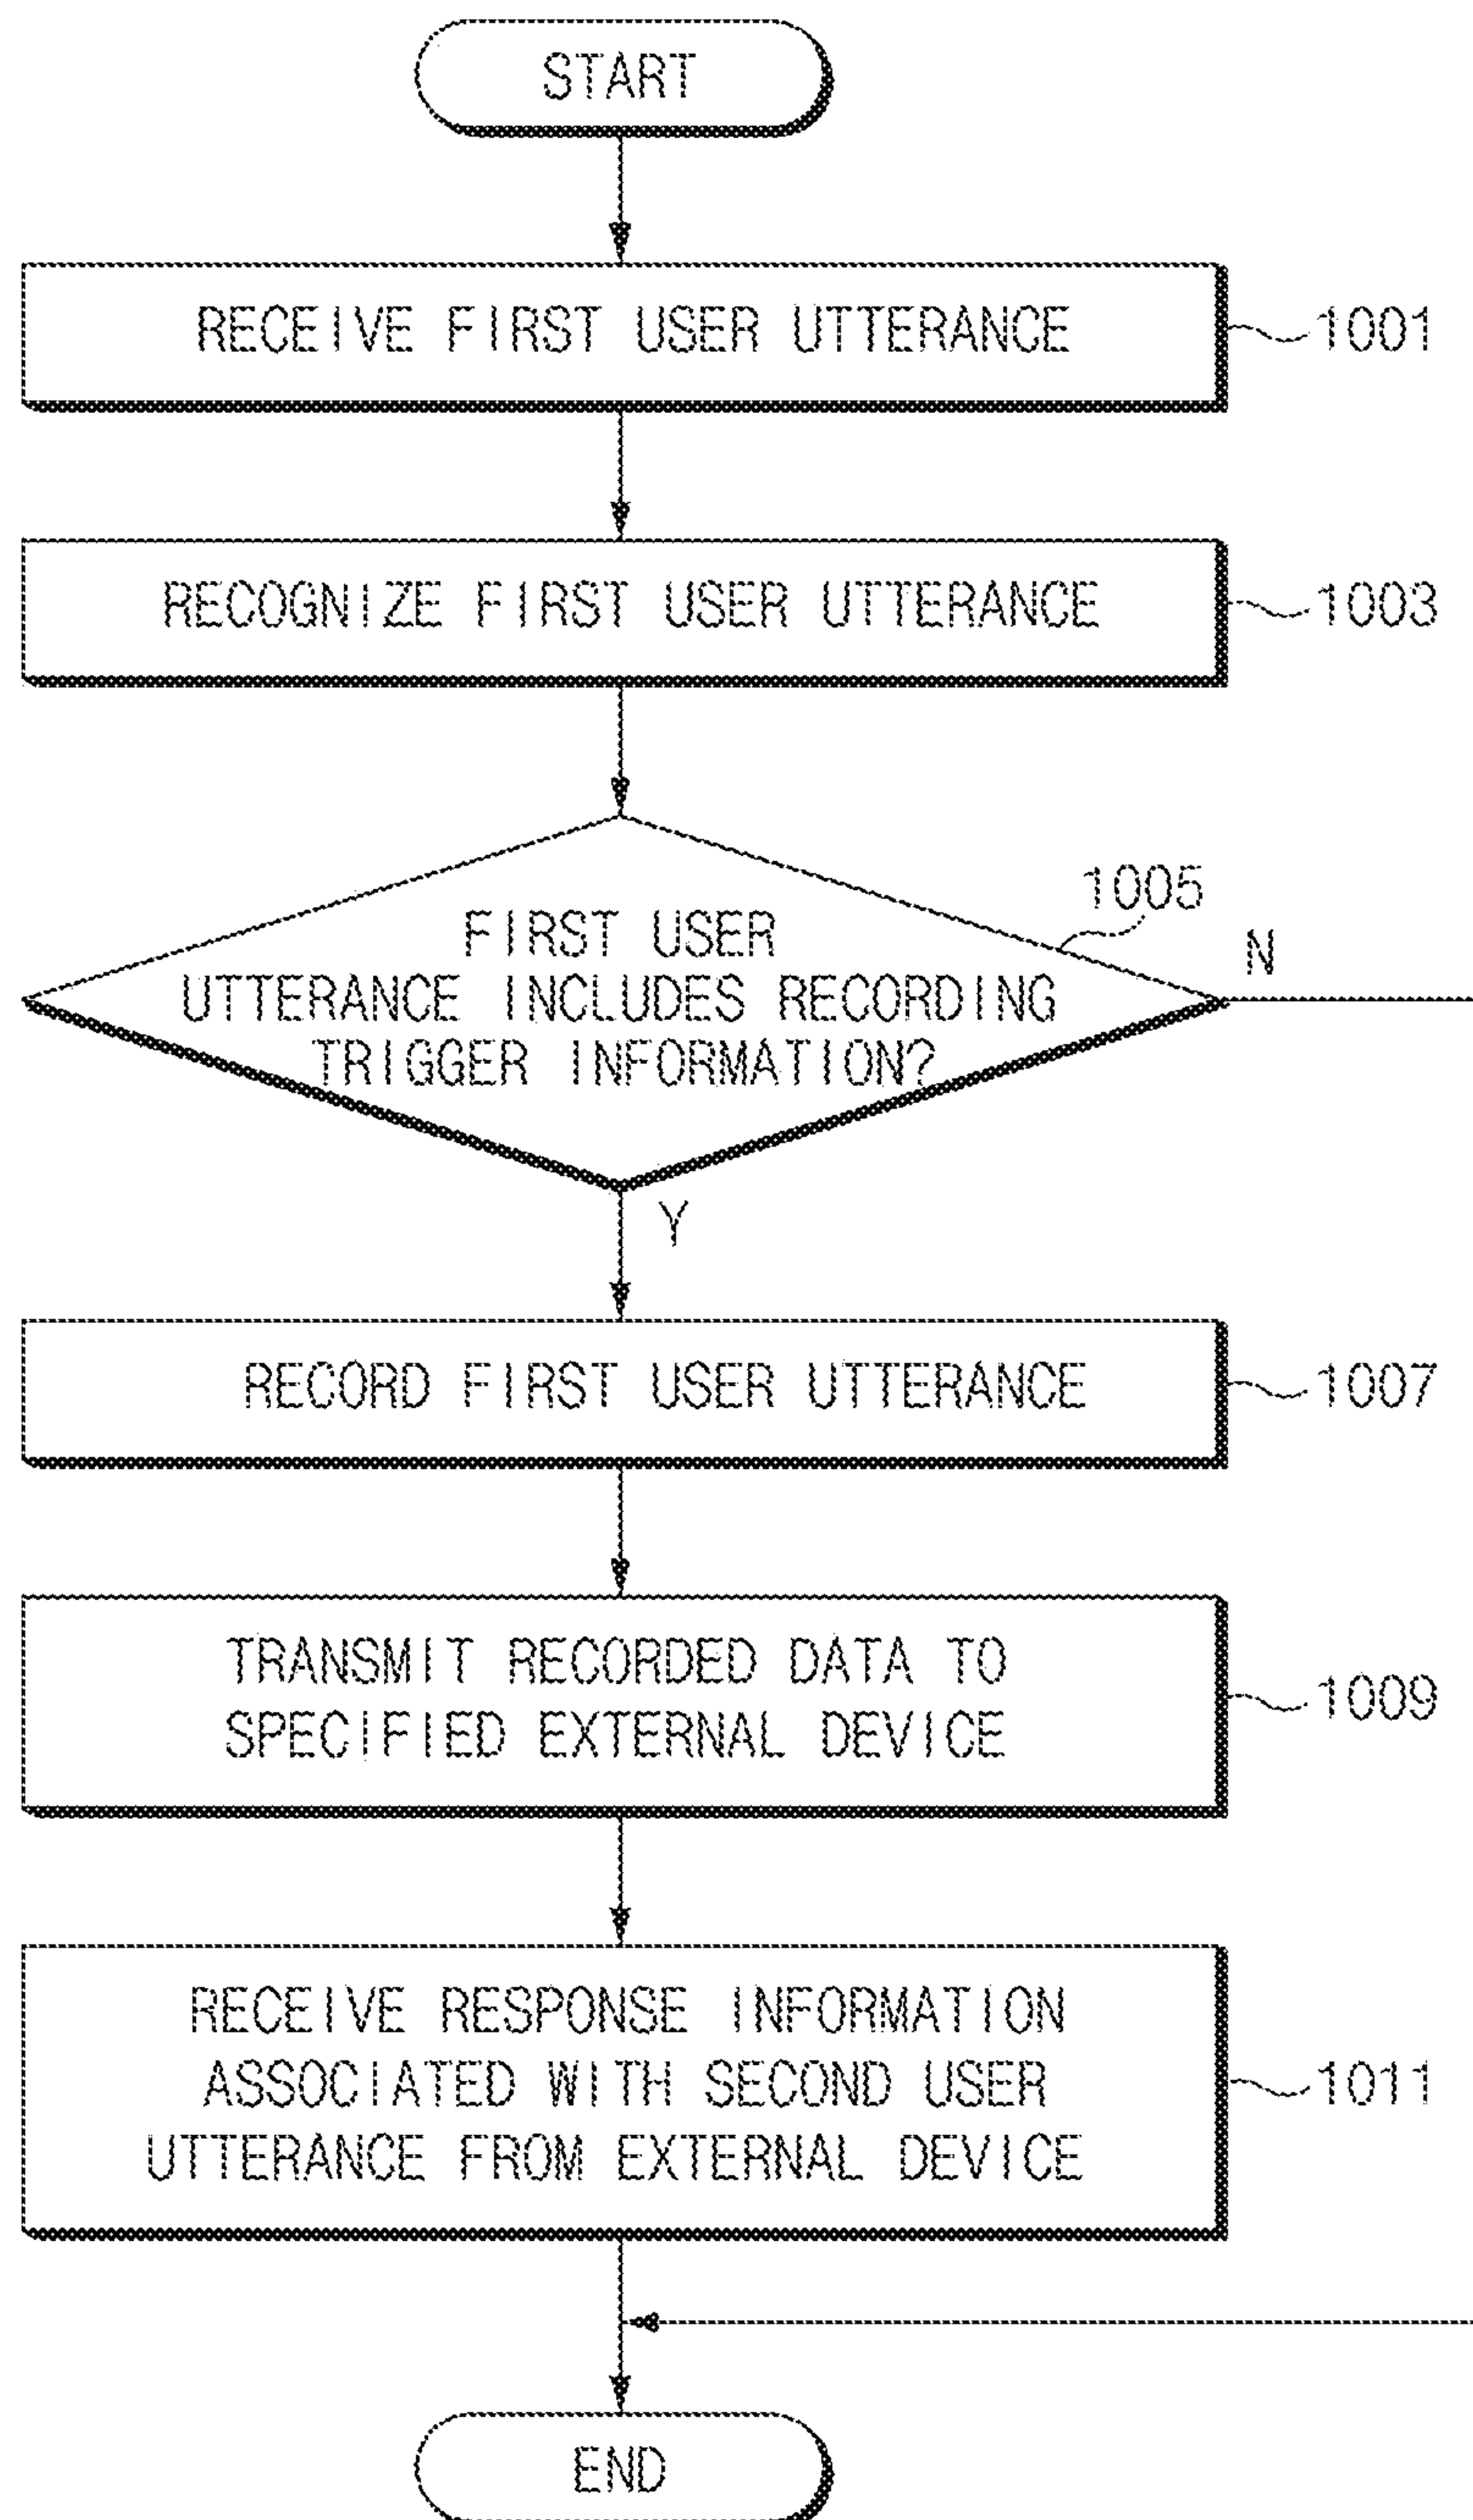 START
RECEIVE FIRST USER UTTERANCE
1001
RECOGNIZE FIRST USER UTTERANCE
1003
1005
FIRST USER
UTTERANCE INCLUDES RECORDING
TRIGGER INFORMATION?
N
Y
RECORD FIRST USER UTTERANCE
1007
TRANSMIT RECORDED DATA TO
SPECIFIED EXTERNAL DEVICE
1009
RECEIVE RESPONSE INFORMATION
ASSOCIATED WITH SECOND USER
UTTERANCE FROM EXTERNAL DEVICE
1011
END